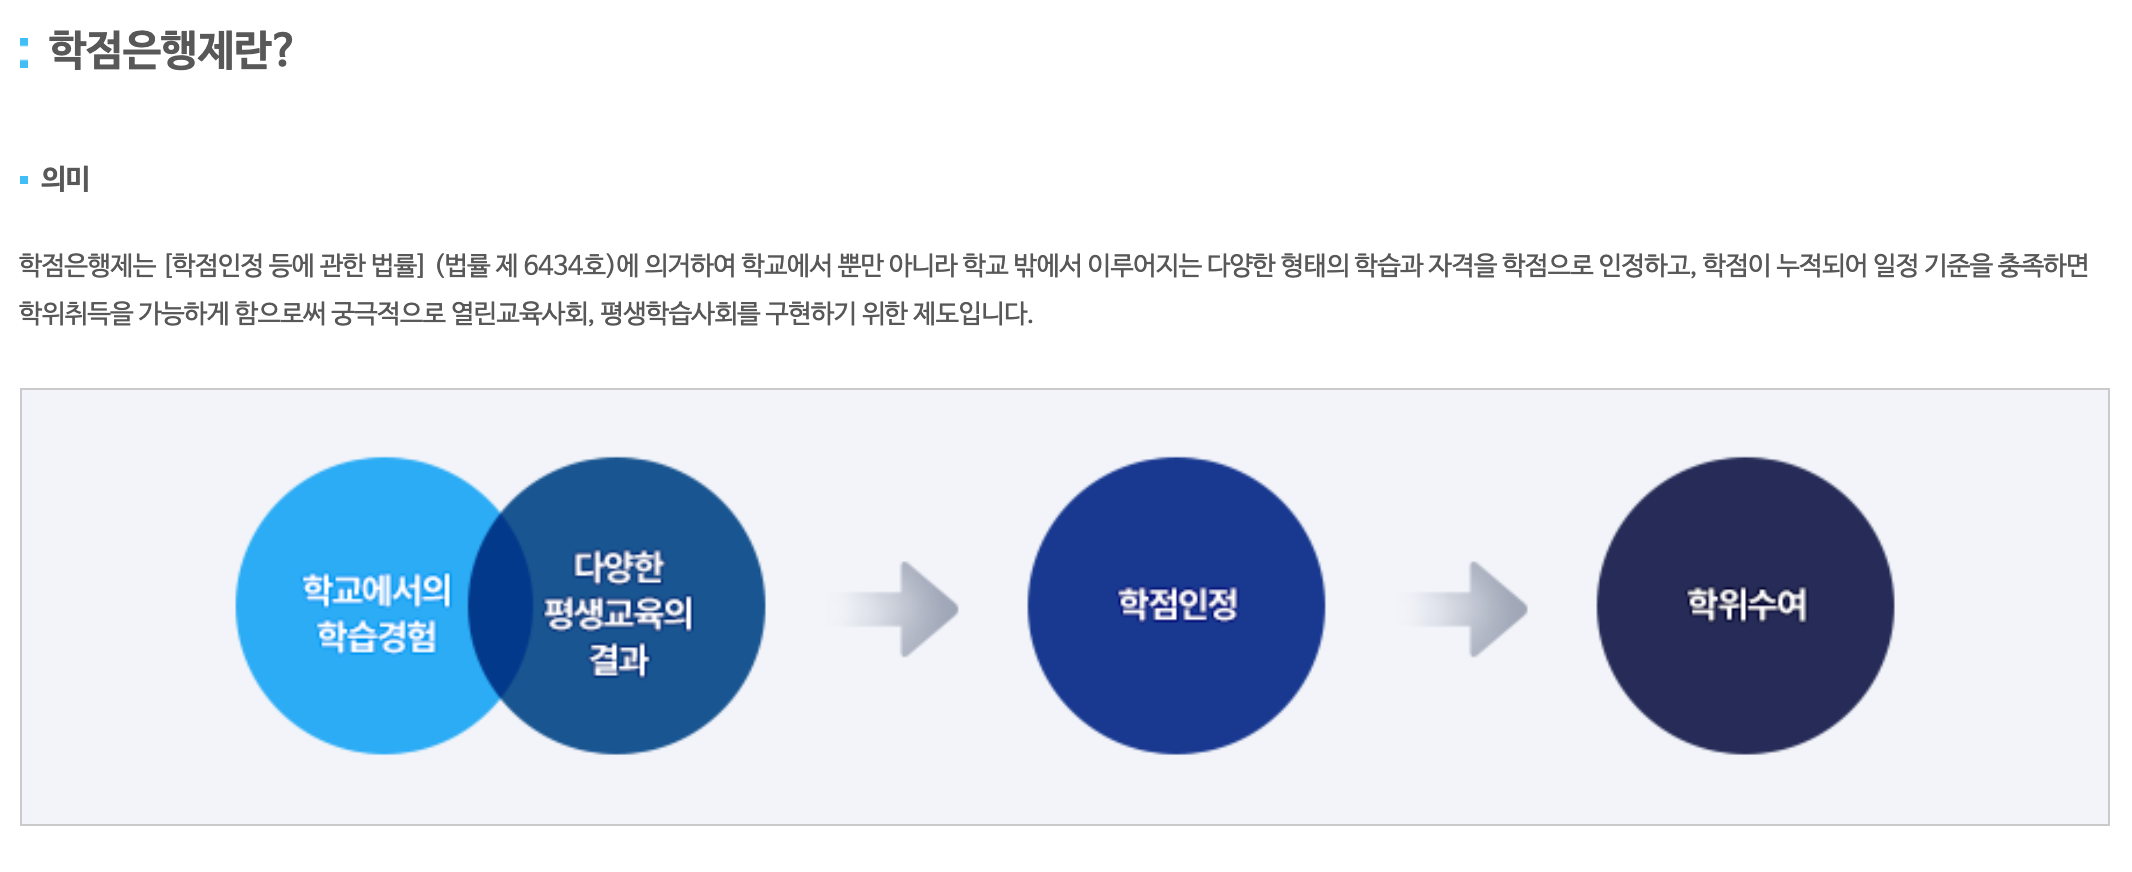 학점은행제란?
의미
학점은행제는 [학점인정 등에 관한 법률] (법률 제 6434호)에 의거하여 학교에서 뿐만 아니라 학교 밖에서 이루어지는 다양한 형태의 학습과 자격을 학점으로 인정하고, 학점이 누적되어 일정 기준을 충족하면
학위취득을 가능하게 함으로써 궁극적으로 열린교육사회, 평생학습사회를 구현하기 위한 제도입니다.
학교에서의
학습경험
다양한
평생교육의
결과
학점인정
학위수여